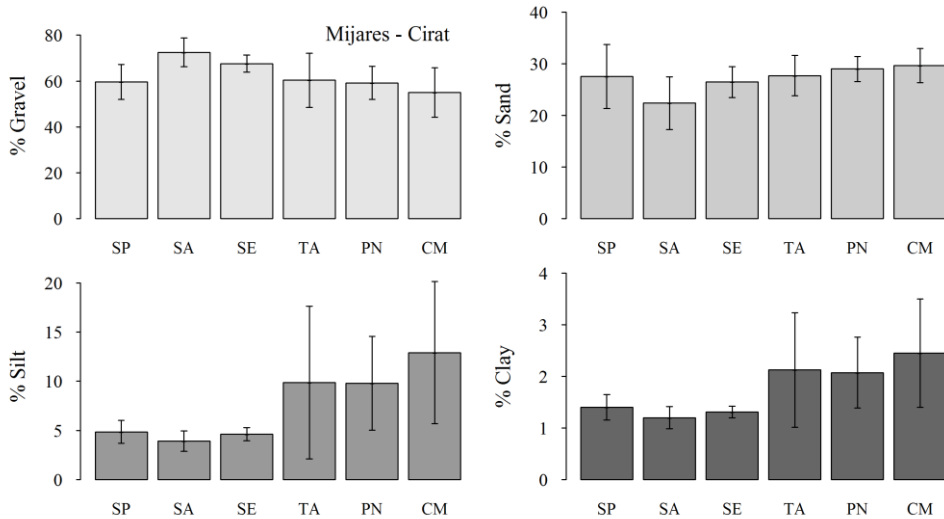 Mijares - Cirat
% Gravel
80
60
40
20
0
SP SA SE TA PN CM
% Sand
40
30
20
10
0
SP SA SE TA PN CM
% Silt
20
15
10
5
0
SP SA SE TA PN CM
% Clay
4
3
2
1
0
SP SA SE TA PN CM